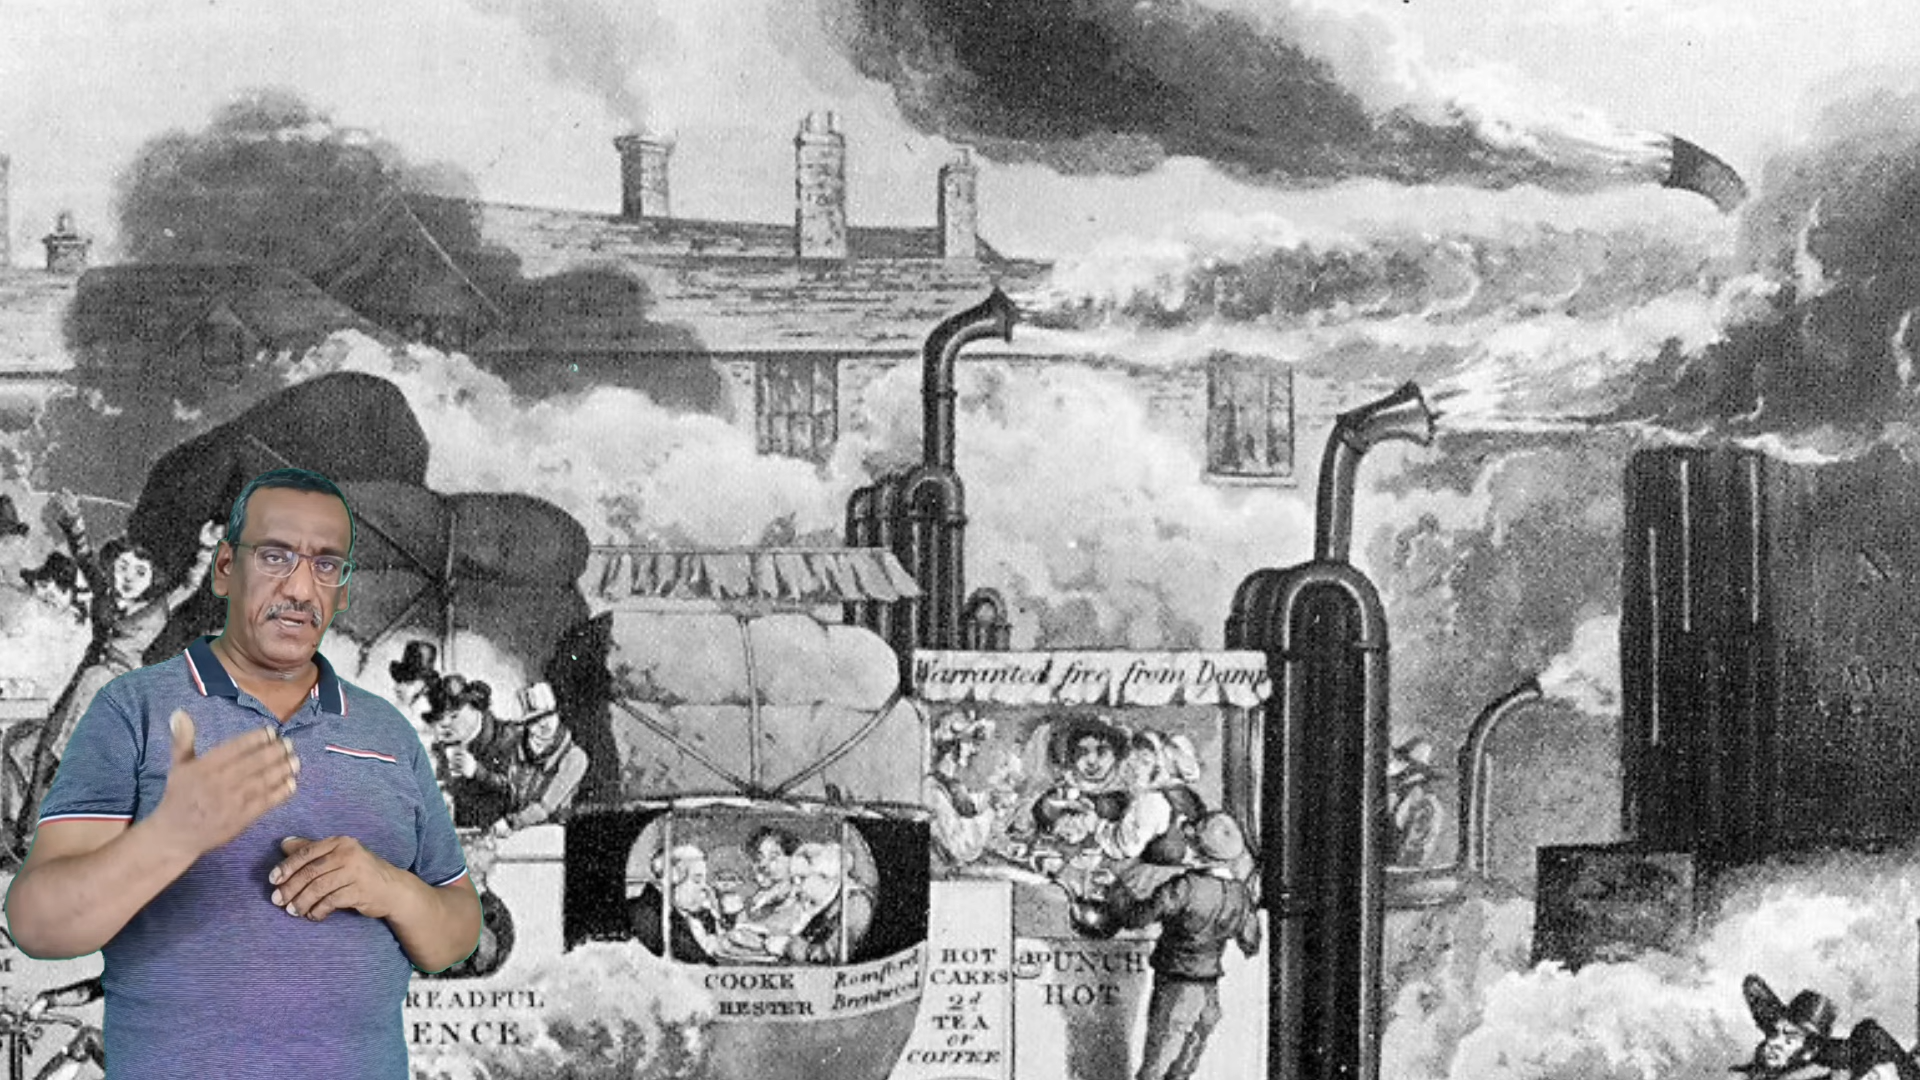 Warranted free from Damp
READFUL
ENCE
COOKE
HESTER
Romford
Brentwood
HOT
CAKES
2d
TEA
or
COFFEE
PUNCH
HOT